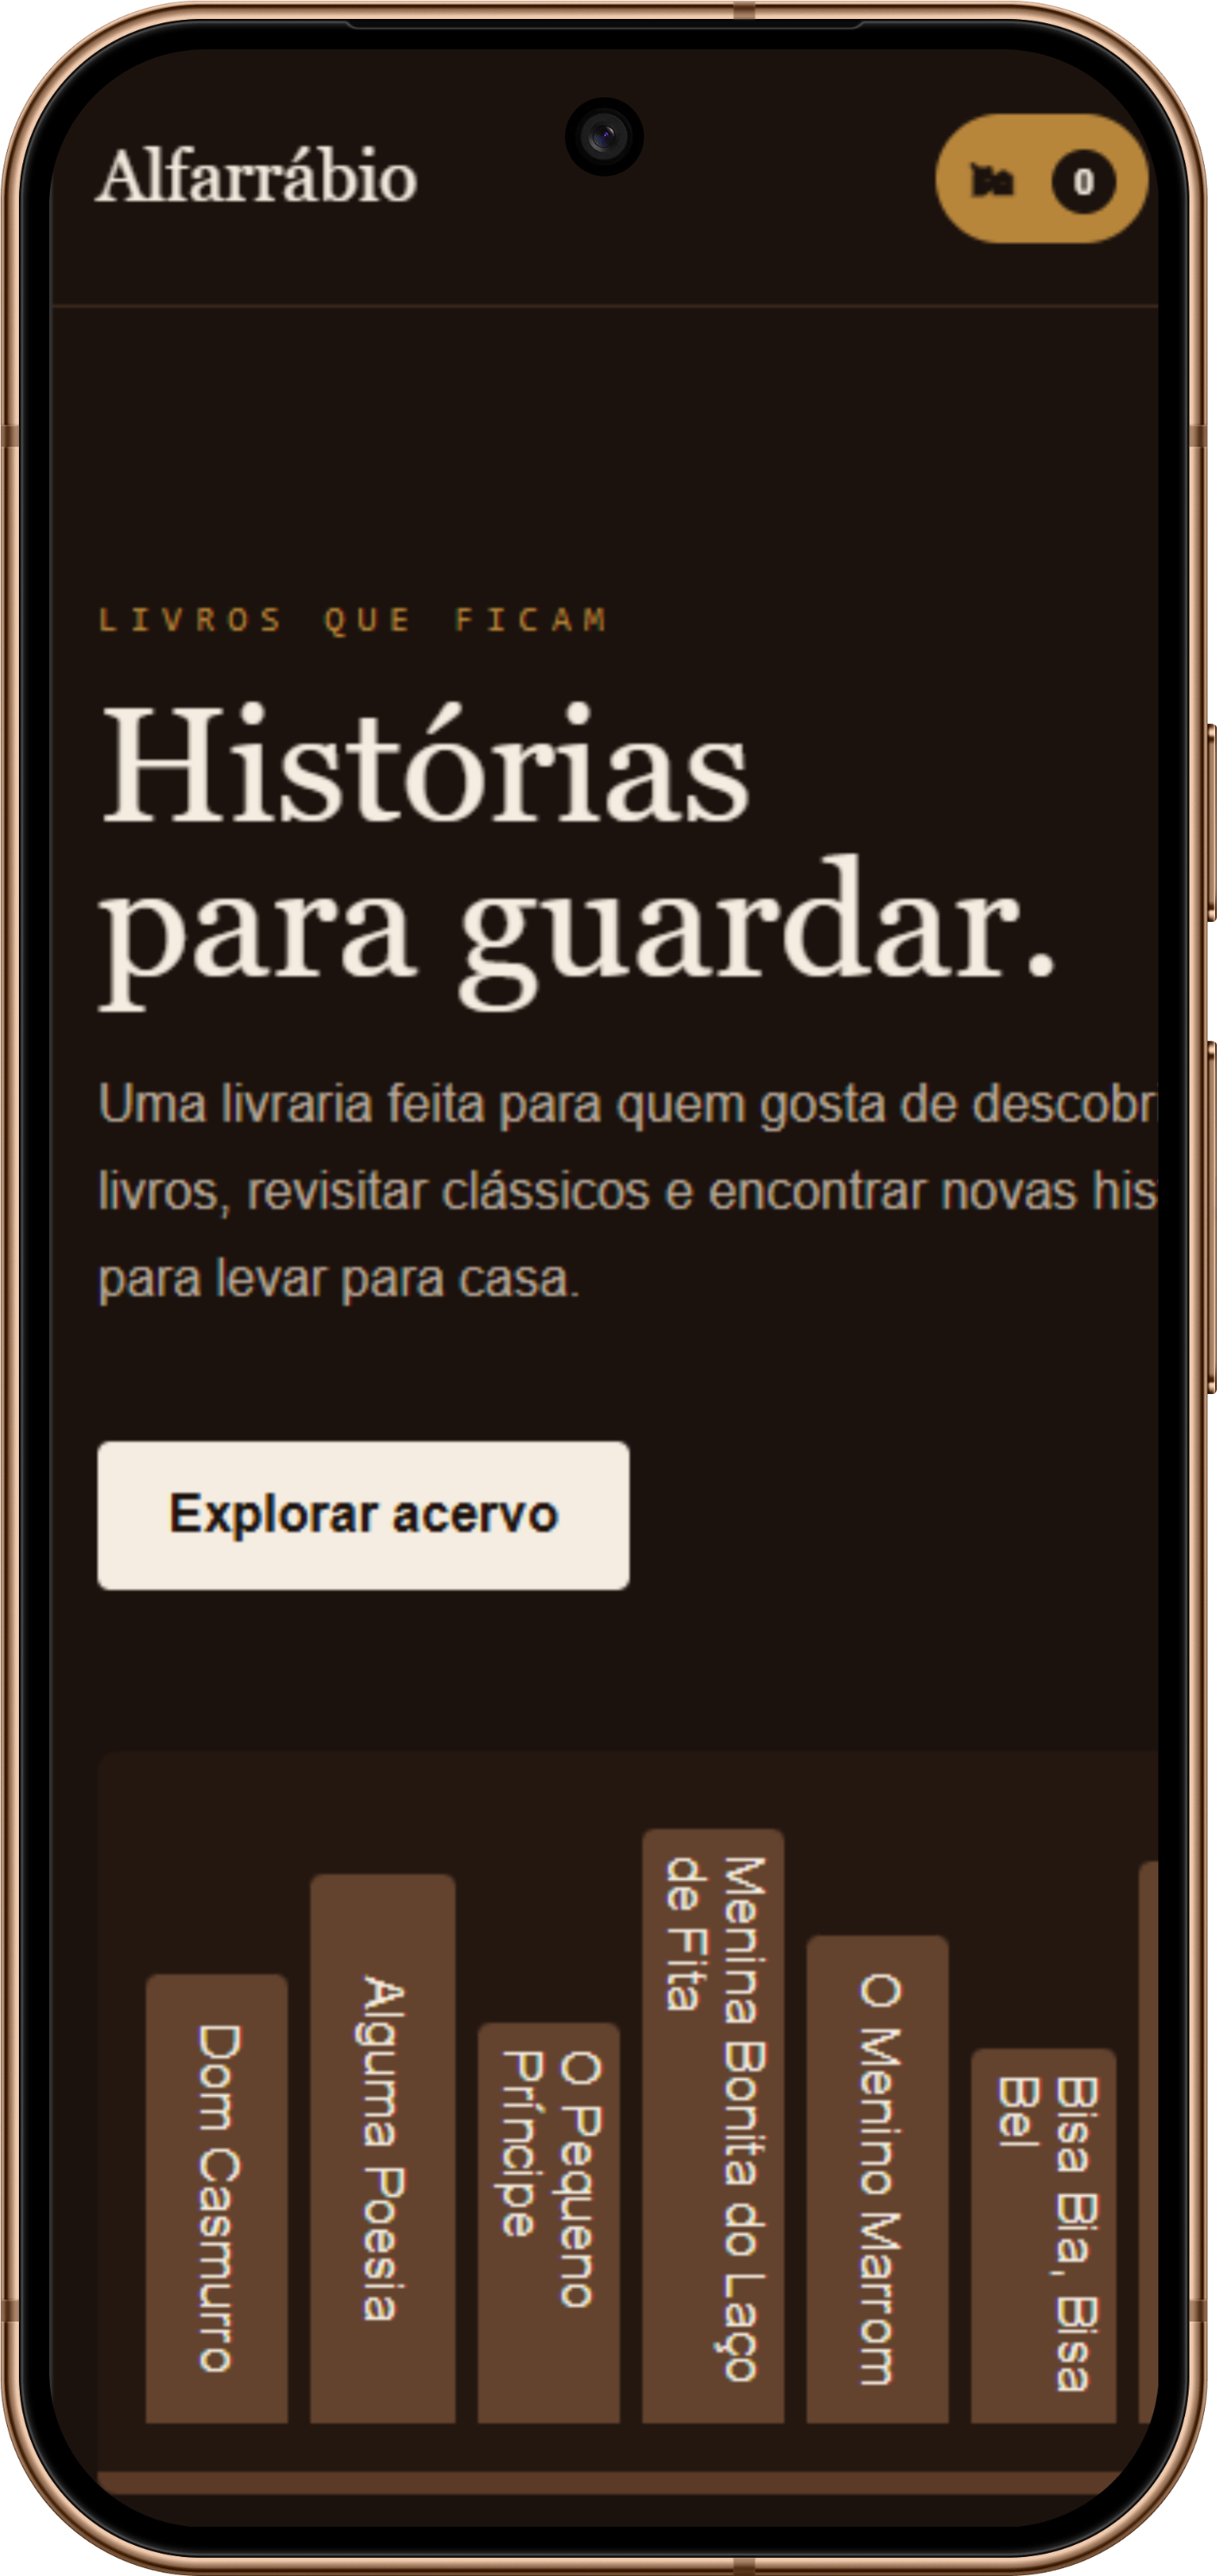 Alfarrábio
0
LIVROS QUE FICAM
Histórias
para guardar.
Uma livraria feita para quem gosta de descobri
livros, revisitar clássicos e encontrar novas his
para levar para casa.
Explorar acervo
Dom Casmurro
Alguma Poesia
O Pequeno
Príncipe
Menina Bonita do Laço
de Fita
O Menino Marrom
Bisa Bia, Bisa
Bel